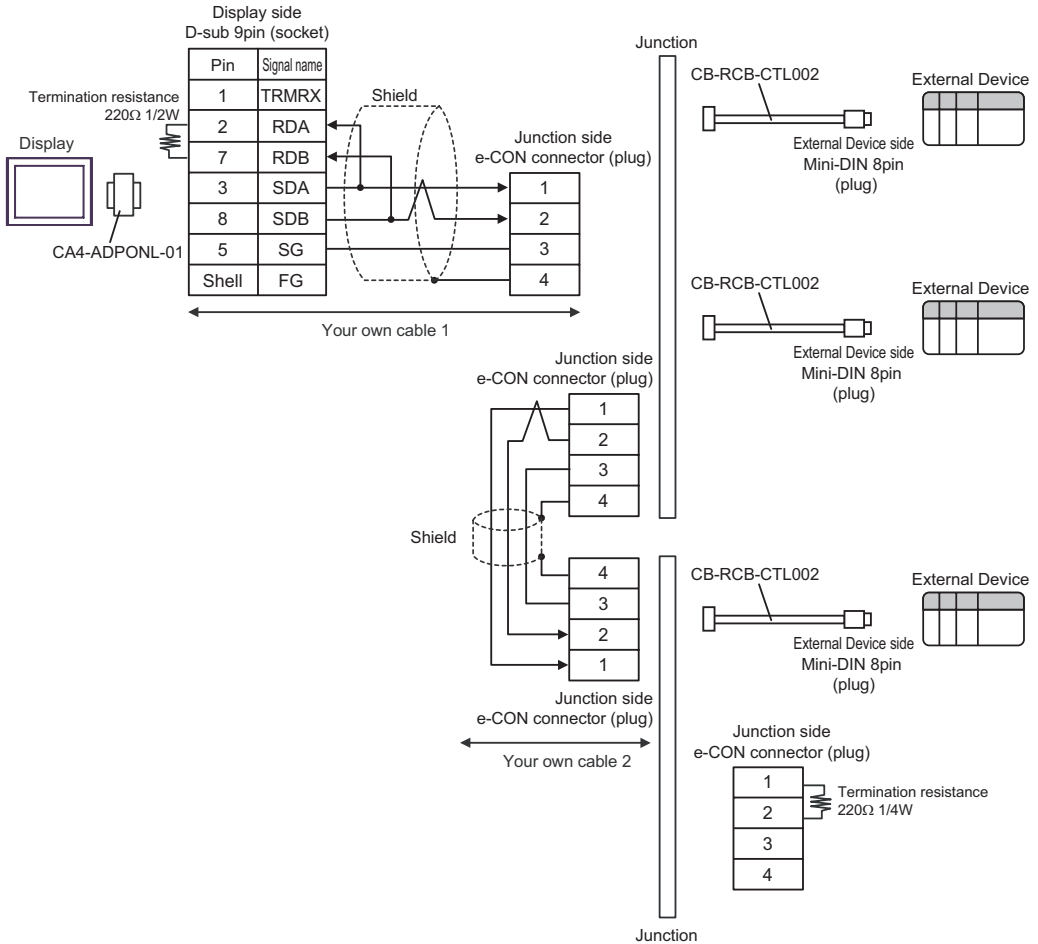 Display side
D-sub 9pin (socket)
Pin
Signal name
1
TRMRX
2
RDA
7
RDB
3
SDA
8
SDB
5
SG
Shell
FG
Termination resistance
220Ω 1/2W
Display
CA4-ADPONL-01
Shield
Junction side
e-CON connector (plug)
1
2
3
4
Your own cable 1
Junction
CB-RCB-CTL002
External Device
External Device side
Mini-DIN 8pin
(plug)
CB-RCB-CTL002
External Device
External Device side
Mini-DIN 8pin
(plug)
Junction side
e-CON connector (plug)
1
2
3
4
Shield
4
3
2
1
Junction side
e-CON connector (plug)
Your own cable 2
CB-RCB-CTL002
External Device
External Device side
Mini-DIN 8pin
(plug)
Junction side
e-CON connector (plug)
1
2
3
4
Termination resistance
220Ω 1/4W
Junction